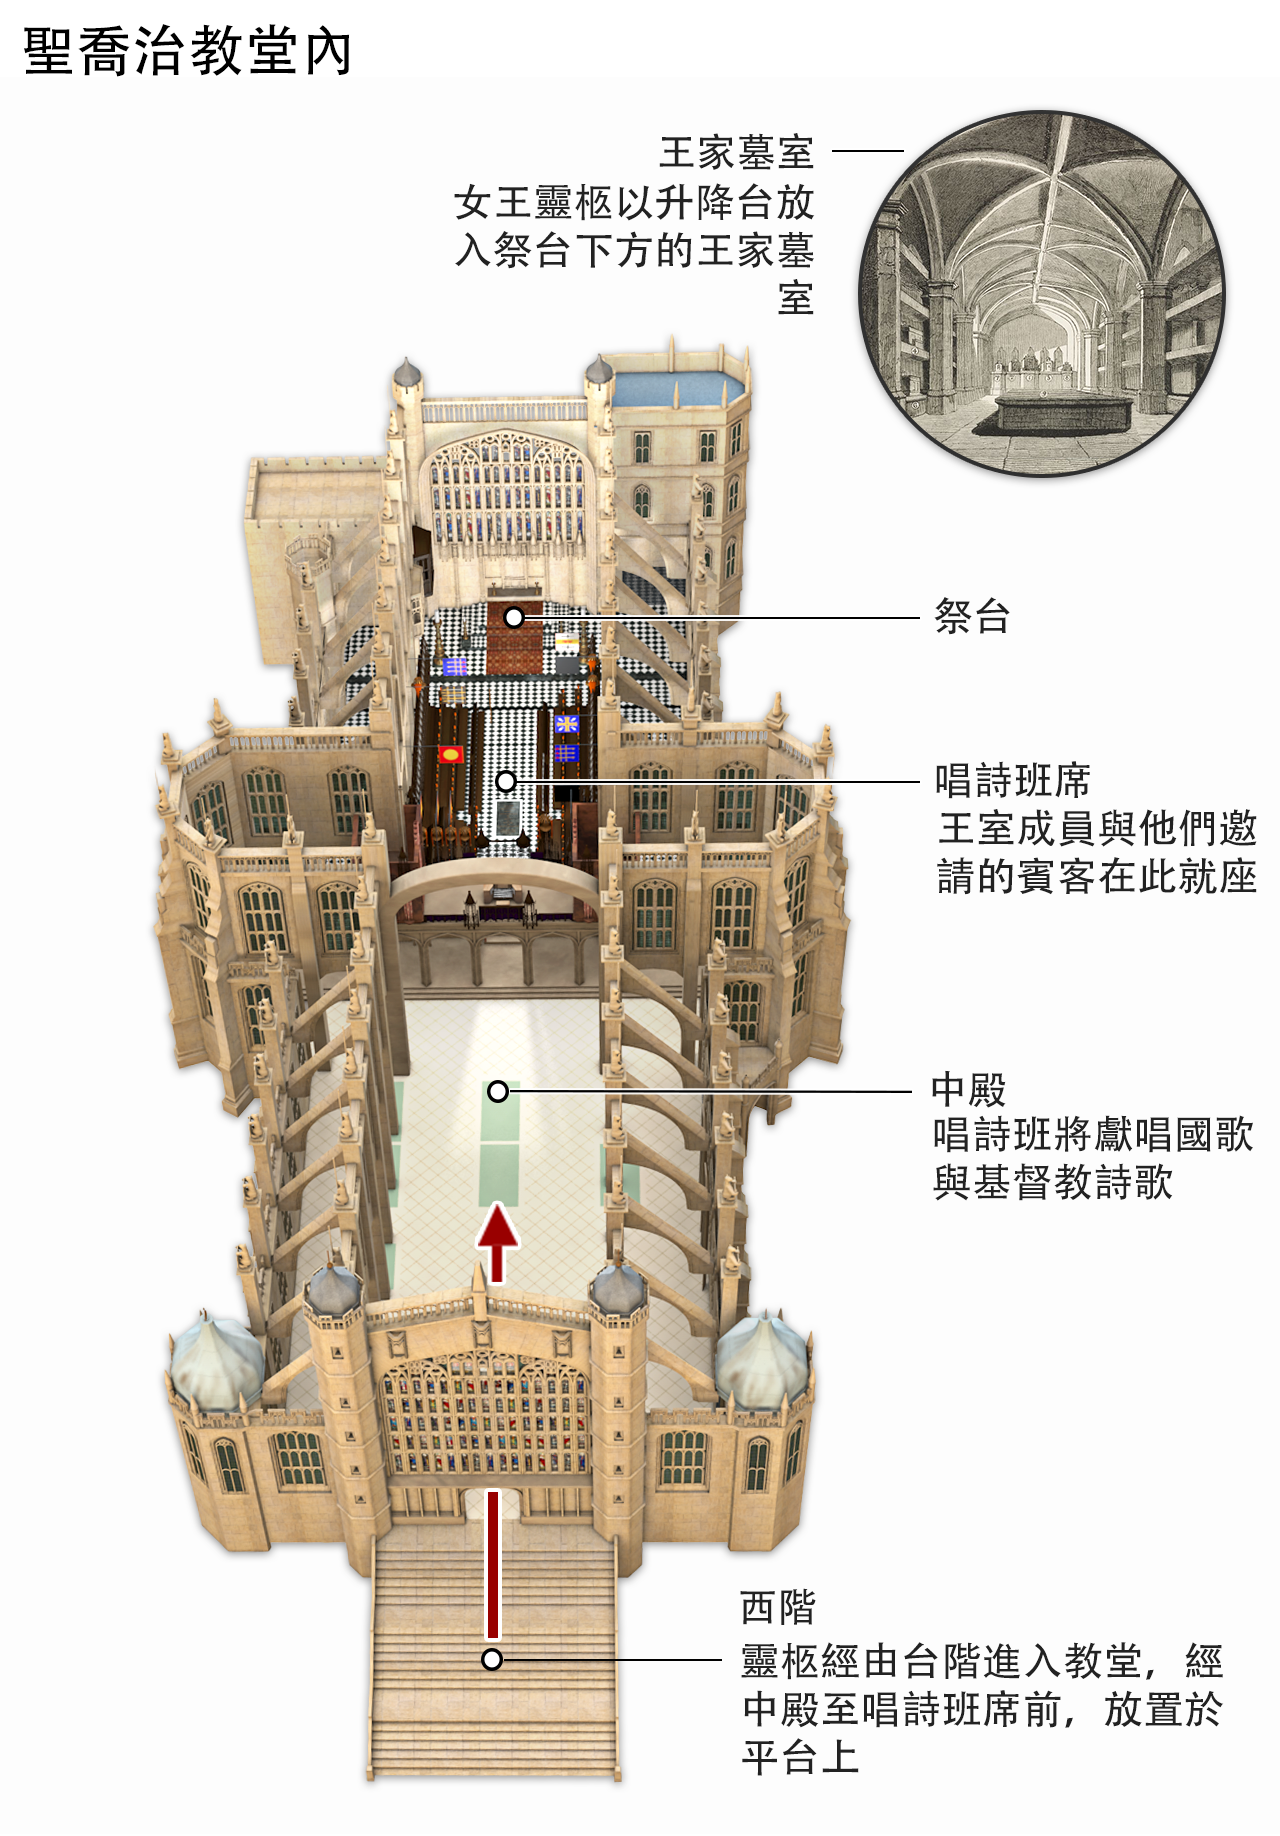 聖喬治教堂內
王家墓室
女王靈柩以升降台放
入祭台下方的王家墓
室
祭台
唱詩班席
王室成員與他們邀
請的賓客在此就座
中殿
唱詩班將獻唱國歌
與基督教詩歌
西階
靈柩經由台階進入教堂，經
中殿至唱詩班席前，放置於
平台上